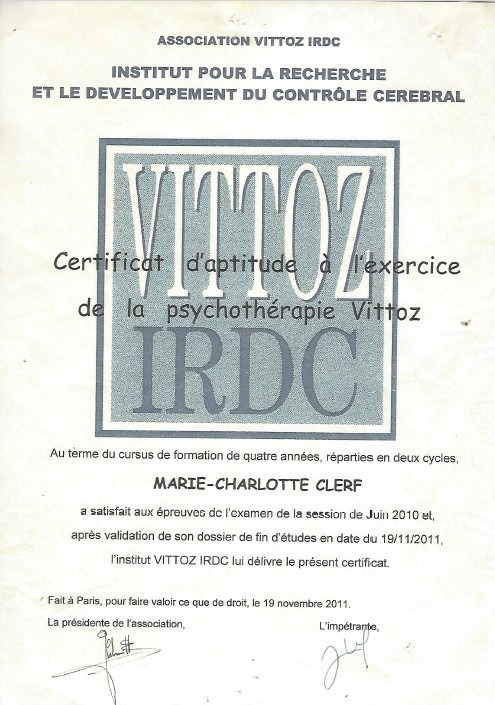 ASSOCIATION VITTOZ IRDC
INSTITUT POUR LA RECHERCHE
ET LE DEVELOPPEMENT DU CONTRÔLE CEREBRAL
VITTOZ
Certificat d'aptitude à l'exercice
de la psychothérapie Vittoz
IRDC
Au terme du cursus de formation de quatre années, réparties en deux cycles,
MARIE-CHARLOTTE CLERF
a satisfait aux épreuves de l'examen de la session de Juin 2010 et,
après validation de son dossier de fin d'études en date du 19/11/2011,
l'institut VITTOZ IRDC lui délivre le présent certificat.
Fait à Paris, pour faire valoir ce que de droit, le 19 novembre 2011.
La présidente de l'association, L'impétrante,